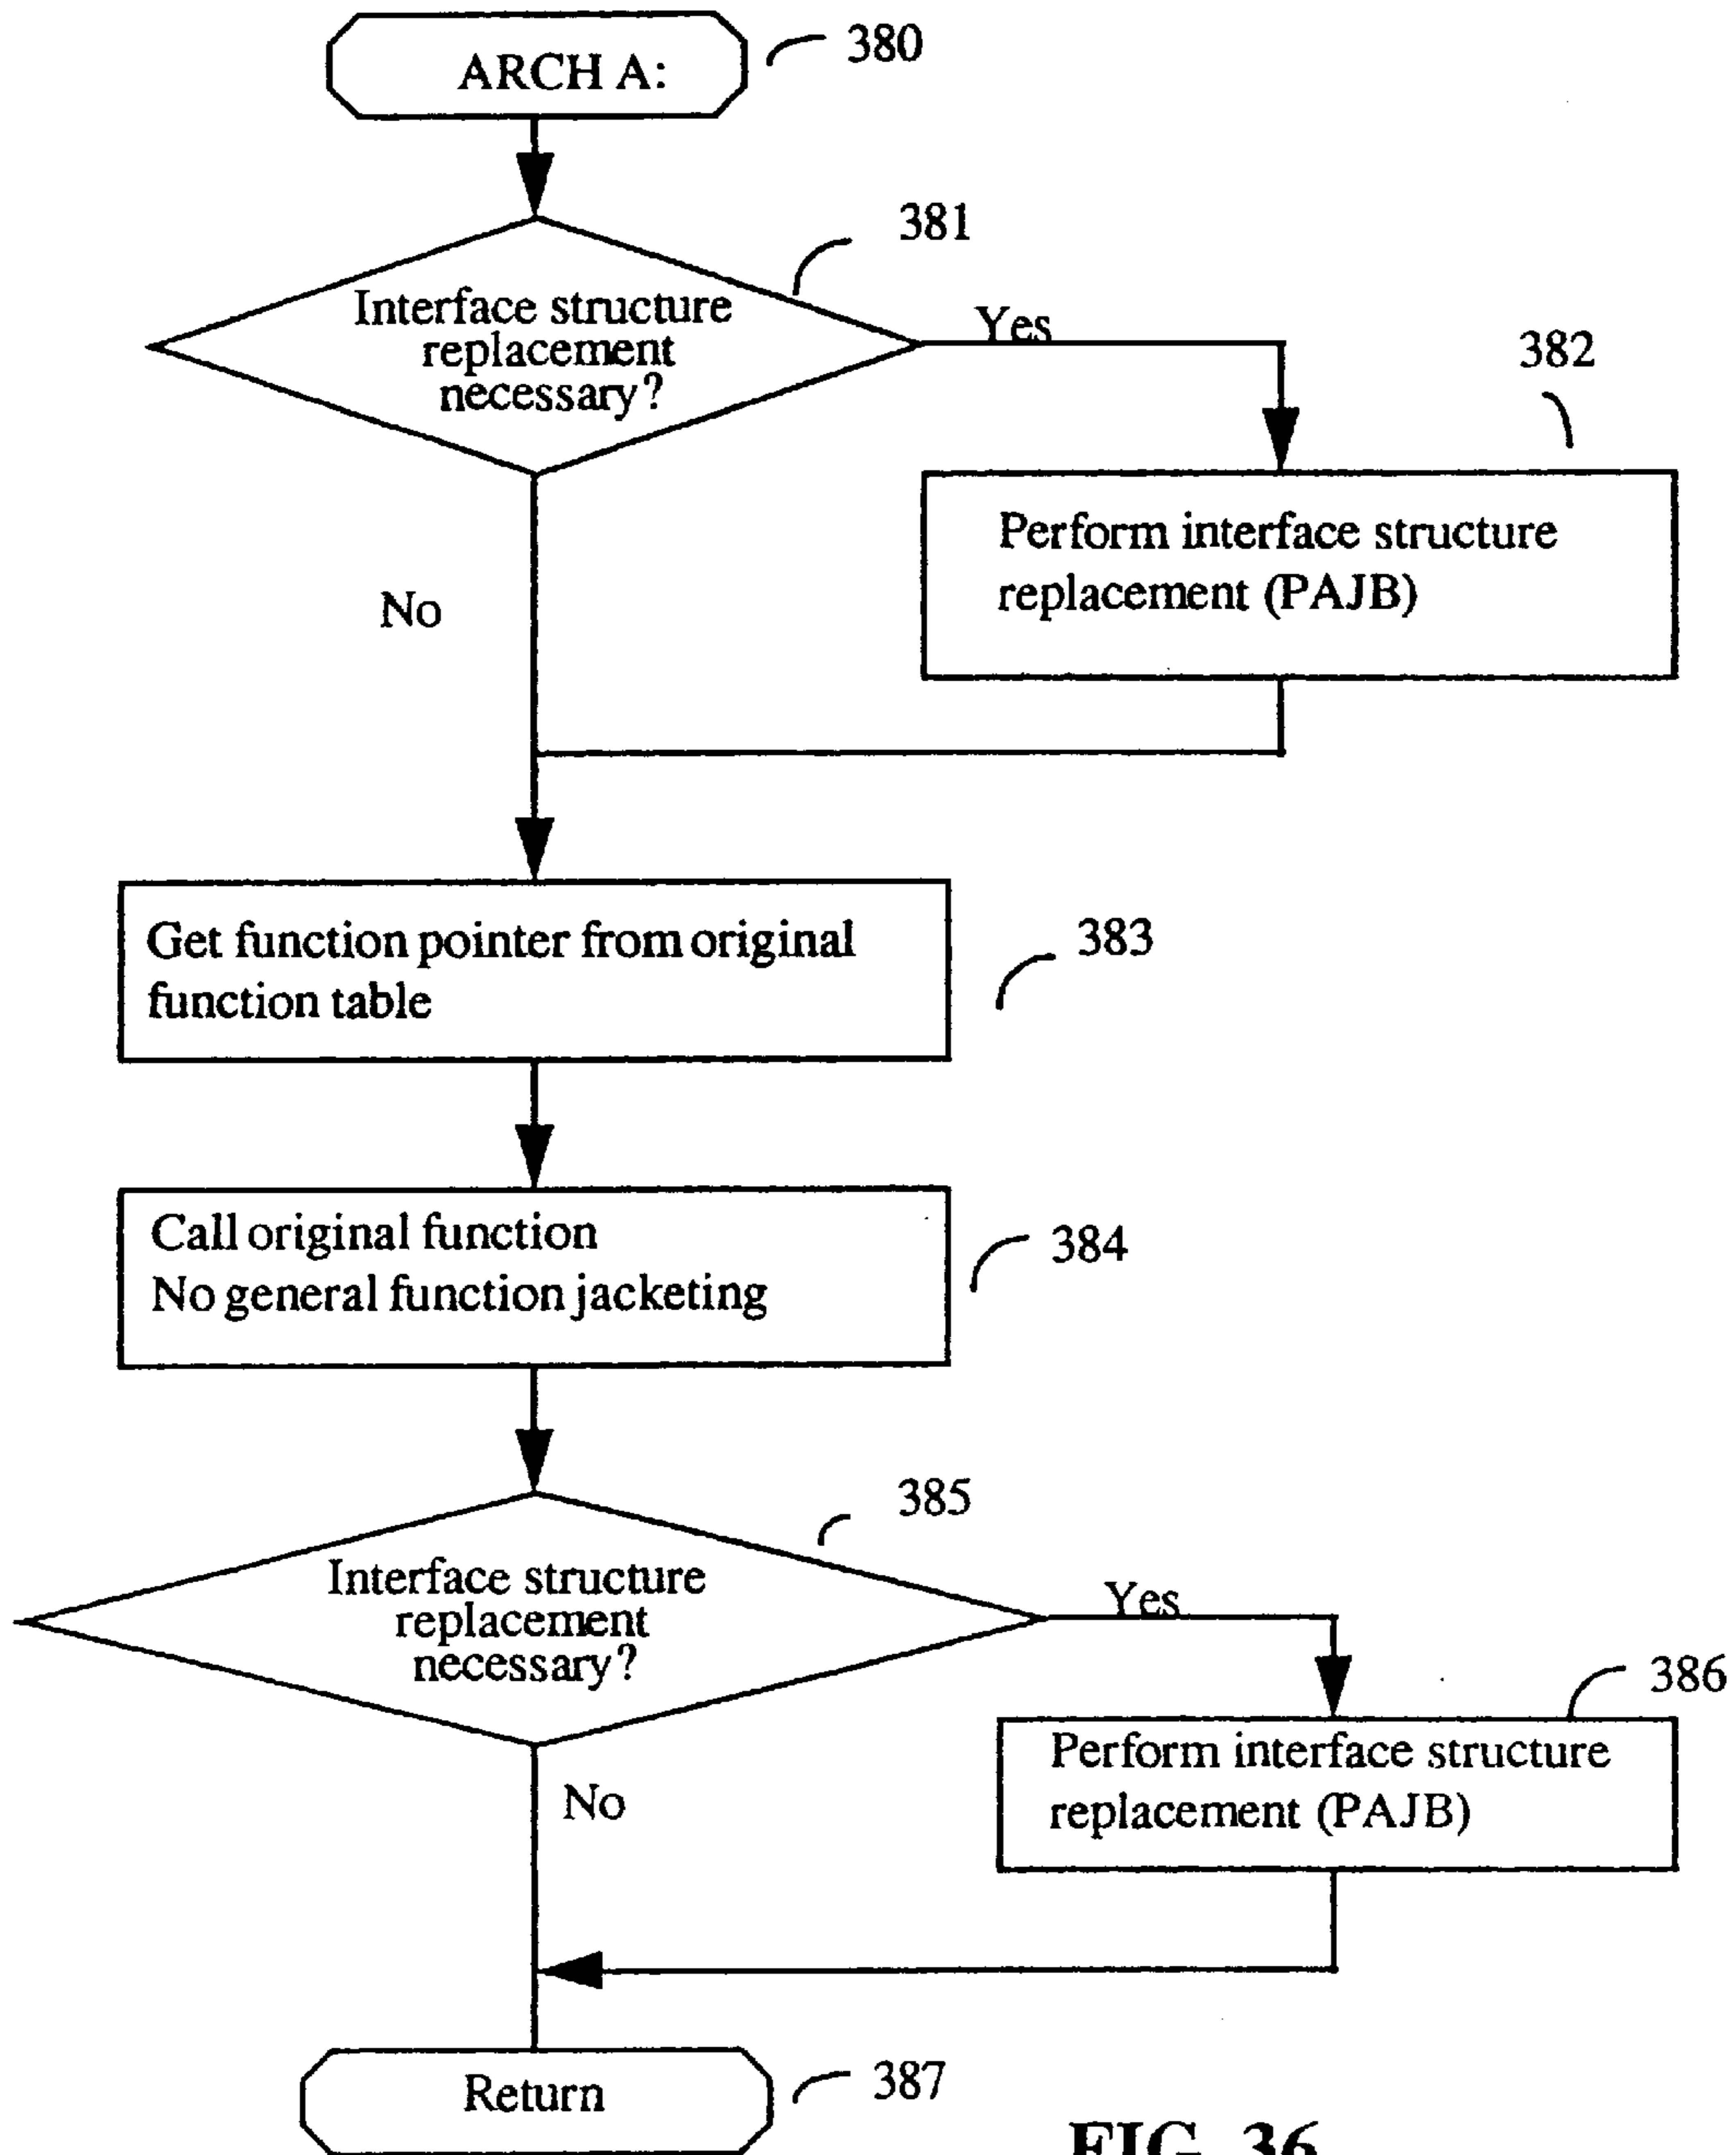 ARCH A:
380
381
Interface structure
replacement
necessary?
Yes
382
Perform interface structure
replacement (PAJB)
No
Get function pointer from original
function table
383
Call original function
No general function jacketing
384
385
Interface structure
replacement
necessary?
Yes
386
Perform interface structure
replacement (PAJB)
No
Return
387
FIG. 36